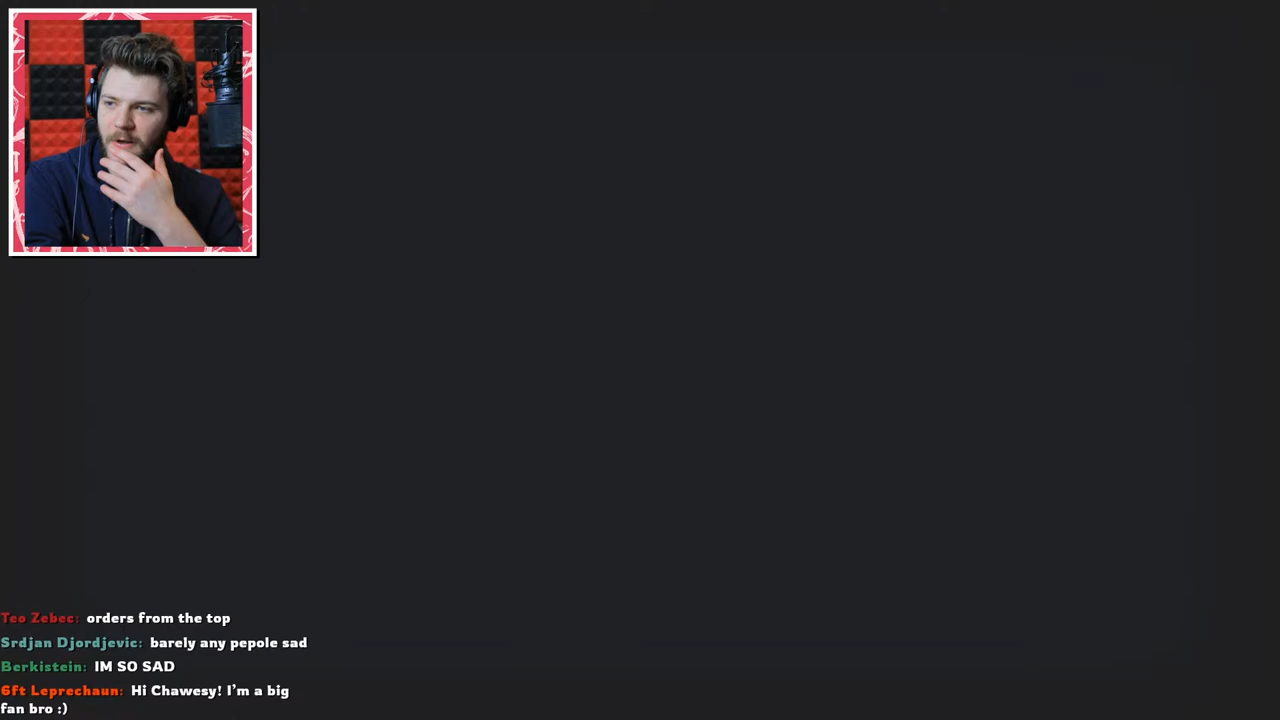 Teo Zebec: orders from the top
Srdjan Djordjevic: barely any pepole sad
Berkistein: IM SO SAD
6ft Leprechaun: Hi Chawesy! I'm a big
fan bro :)